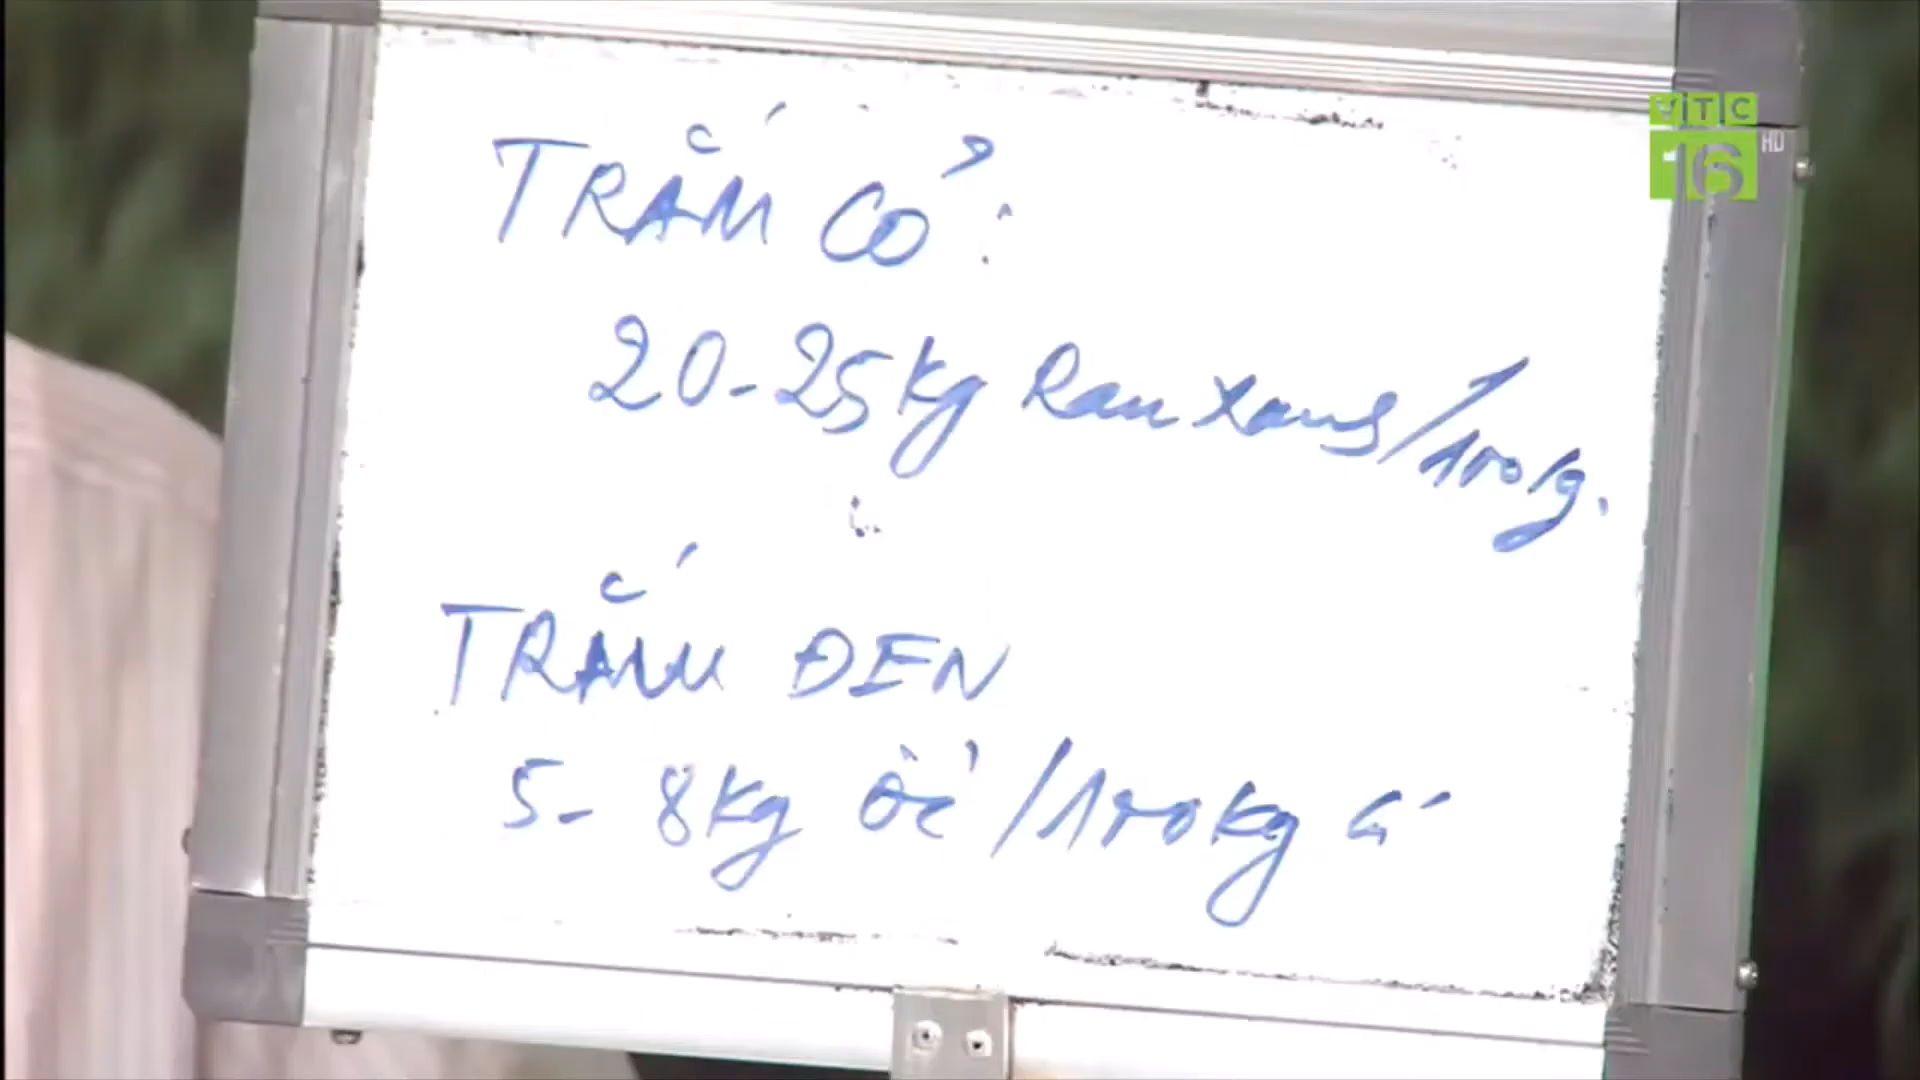 TRẮM CỎ:
20-25kg Rau xanh/100kg.
TRẮM ĐEN
5-8kg ốc/100kg cá
VTC
16 HD